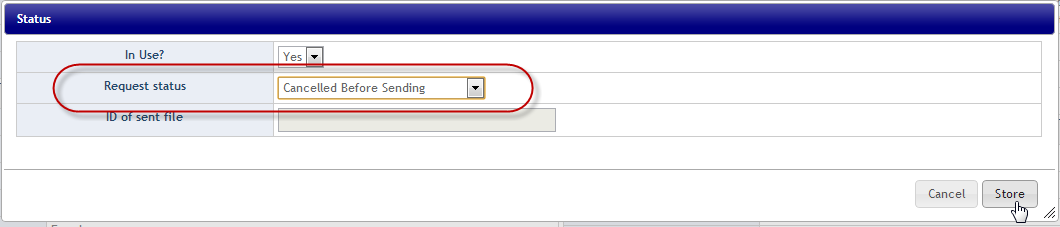 Status
In Use? Yes
Request status Cancelled Before Sending
ID of sent file
Cancel Store